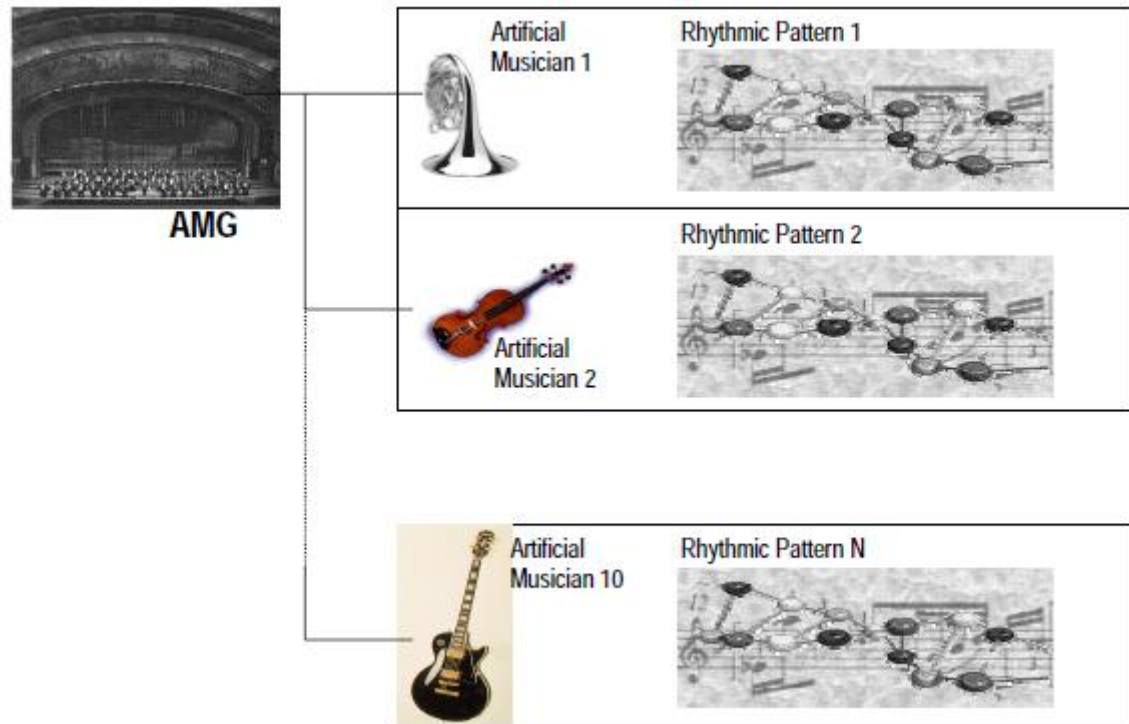 AMG
Artificial
Musician 1
Rhythmic Pattern 1
Artificial
Musician 2
Rhythmic Pattern 2
Artificial
Musician 10
Rhythmic Pattern N